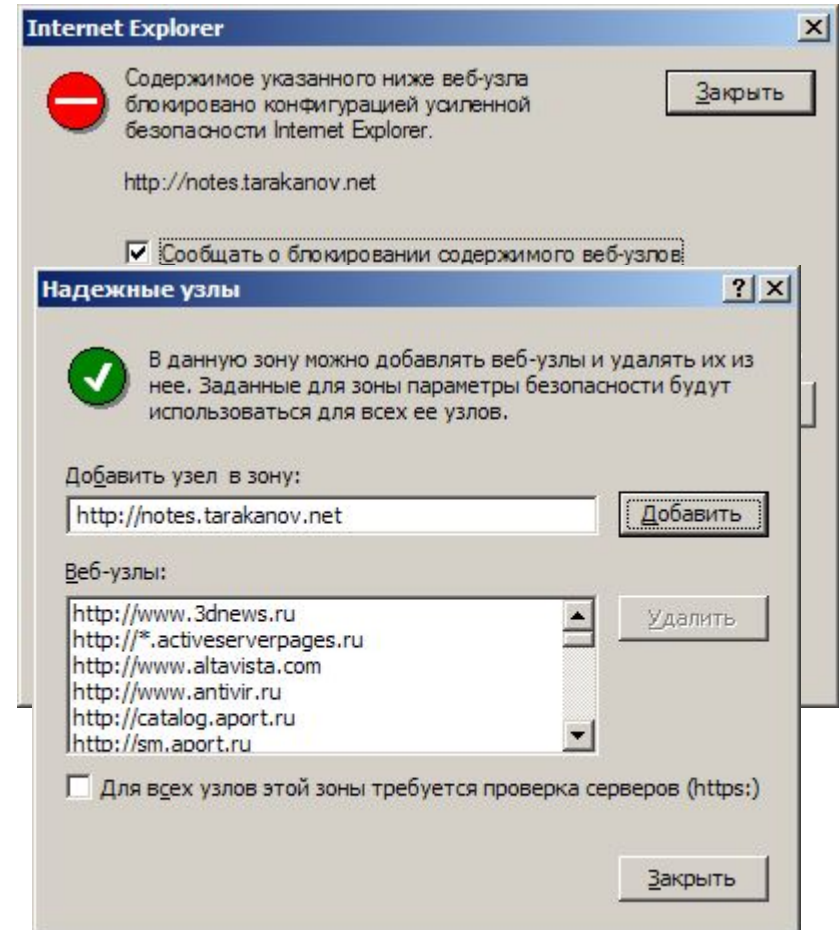 Internet Explorer
Содержимое указанного ниже веб-узла
блокировано конфигурацией усиленной
безопасности Internet Explorer.
Закрыть
http://notes.tarakanov.net
Сообщать о блокировании содержимого веб-узлов
Надежные узлы
В данную зону можно добавлять веб-узлы и удалять их из
нее. Заданные для зоны параметры безопасности будут
использоваться для всех ее узлов.
Добавить узел в зону:
http://notes.tarakanov.net
Добавить
Веб-узлы:
http://www.3dnews.ru
http://*.activeserverpages.ru
http://www.altavista.com
http://www.antivir.ru
http://catalog.aport.ru
http://sm.aport.ru
Удалить
Для всех узлов этой зоны требуется проверка серверов (https:)
Закрыть